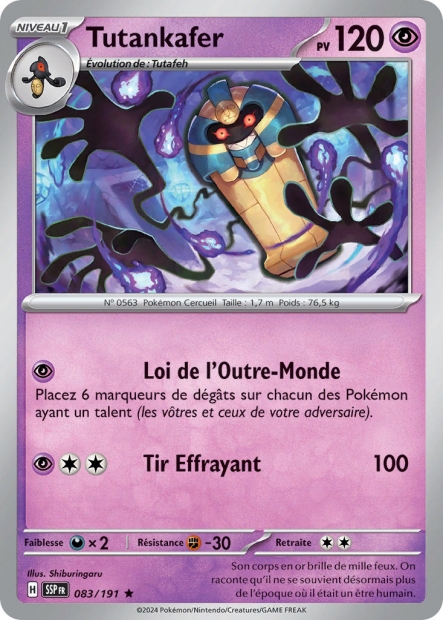 NIVEAU 1
Tutankafer
PV 120
Évolution de : Tutafeh
N° 0563 Pokémon Cercueil Taille : 1,7 m Poids : 76,5 kg
Loi de l'Outre-Monde
Placez 6 marqueurs de dégâts sur chacun des Pokémon
ayant un talent (les vôtres et ceux de votre adversaire).
Tir Effrayant 100
Faiblesse ×2 Résistance -30 Retraite
Illus. Shiburingaru
H SSP FR 083/191 ★
Son corps en or brille de mille feux. On
raconte qu'il ne se souvient désormais plus
de l'époque où il était un être humain.
©2024 Pokémon/Nintendo/Creatures/GAME FREAK